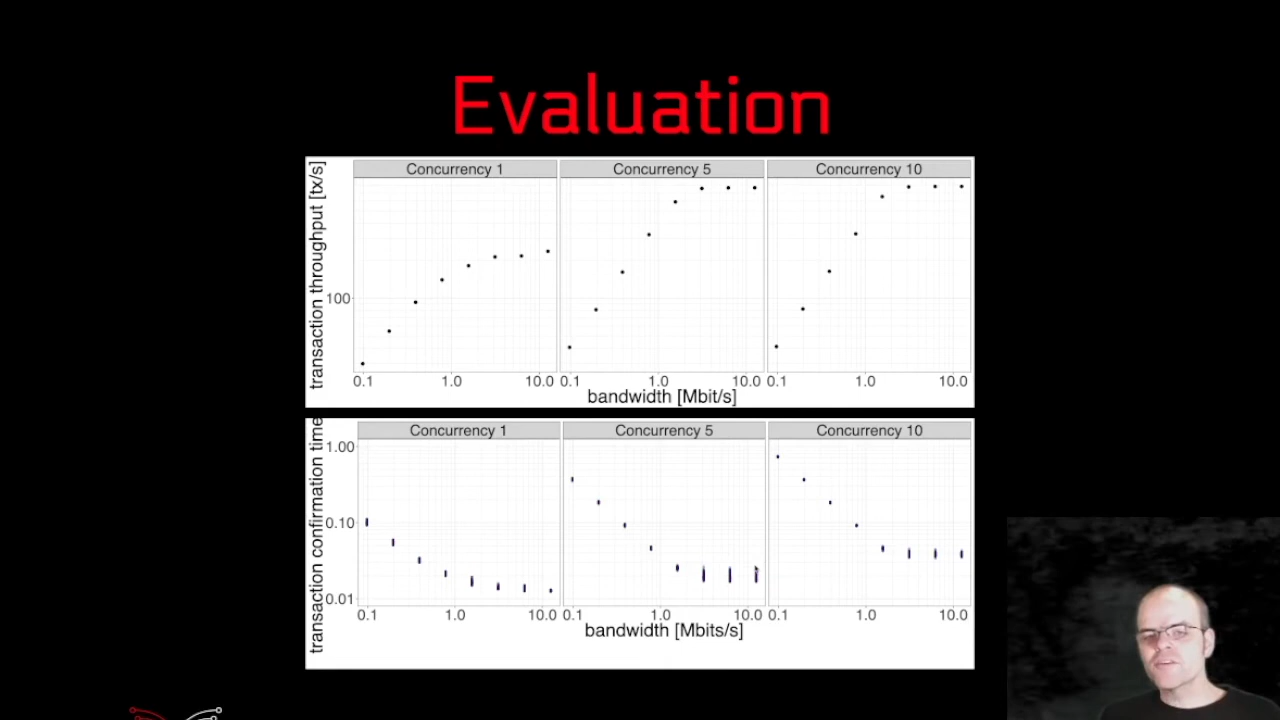 Evaluation
transaction throughput [tx/s]
Concurrency 1
Concurrency 5
Concurrency 10
100
0.1 1.0 10.0 0.1 1.0 10.0 0.1 1.0 10.0
bandwidth [Mbit/s]
transaction confirmation time
Concurrency 1
Concurrency 5
Concurrency 10
1.00
0.10
0.01
0.1 1.0 10.0 0.1 1.0 10.0 0.1 1.0 10.0
bandwidth [Mbits/s]